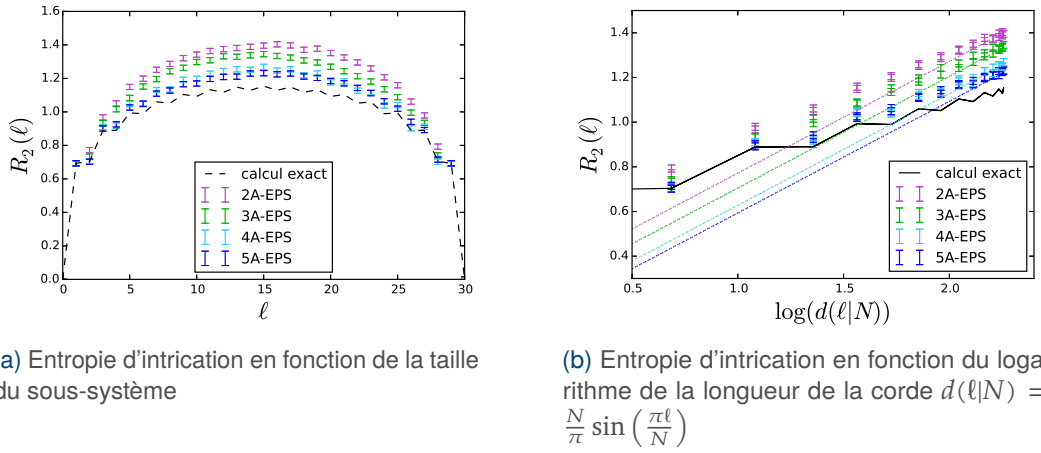 1.6
1.4
1.2
1.0
0.8
0.6
0.4
0.2
0.0
R₂(ℓ)
calcul exact
2A-EPS
3A-EPS
4A-EPS
5A-EPS
0 5 10 15 20 25 30
ℓ
a) Entropie d'intrication en fonction de la taille
du sous-système
1.4
1.2
1.0
0.8
0.6
0.4
R₂(ℓ)
calcul exact
2A-EPS
3A-EPS
4A-EPS
5A-EPS
0.5 1.0 1.5 2.0
log(d(ℓ|N))
(b) Entropie d'intrication en fonction du loga
rithme de la longueur de la corde d(ℓ|N) =
N/π sin (πℓ/N)